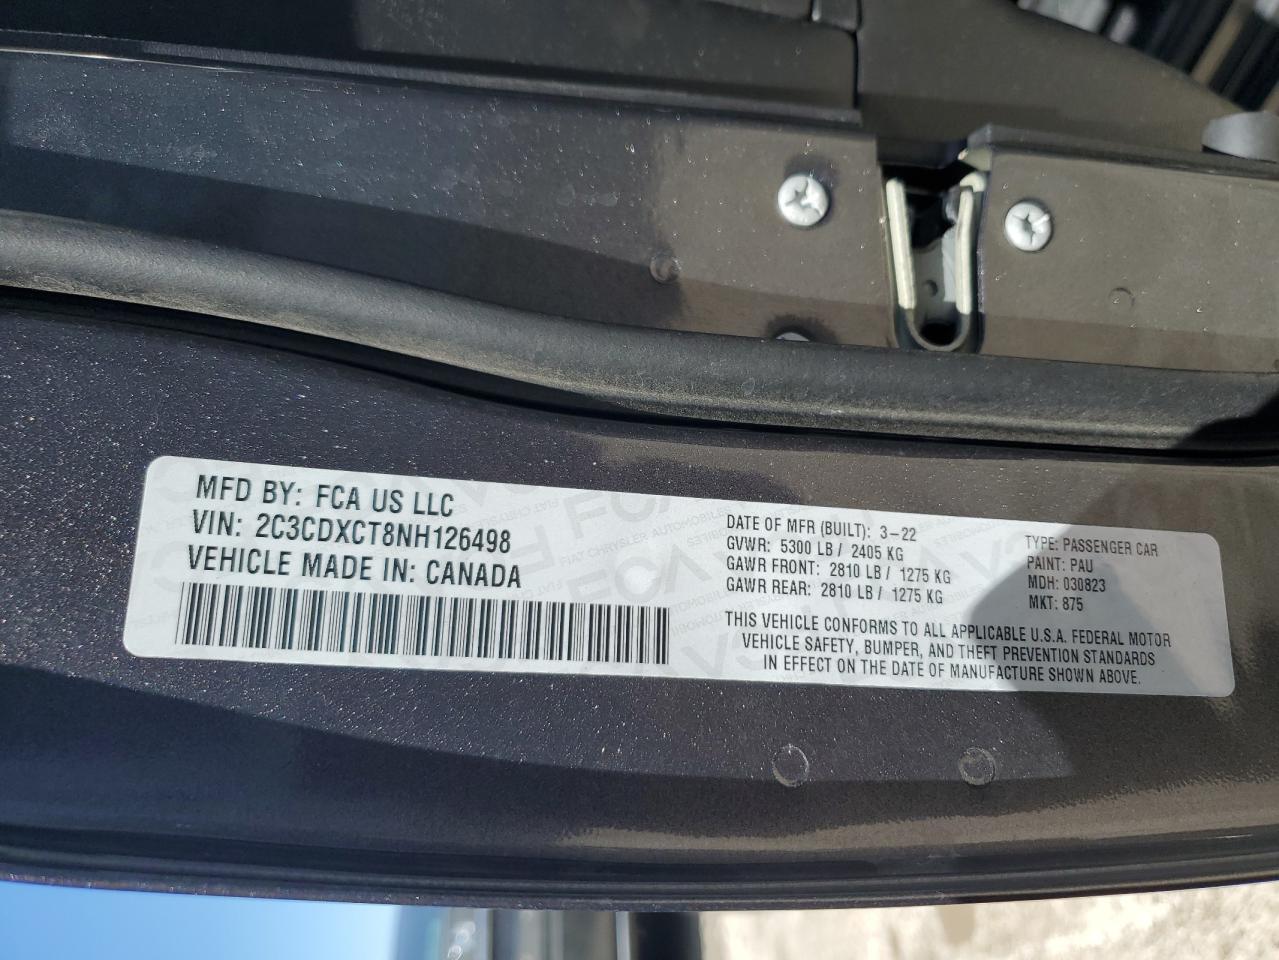 MFD BY: FCA US LLC
VIN: 2C3CDXCT8NH126498
VEHICLE MADE IN: CANADA
DATE OF MFR (BUILT): 3-22
GVWR: 5300 LB / 2405 KG
GAWR FRONT: 2810 LB / 1275 KG
GAWR REAR: 2810 LB / 1275 KG
THIS VEHICLE CONFORMS TO ALL APPLICABLE U.S.A. FEDERAL MOTOR
VEHICLE SAFETY, BUMPER, AND THEFT PREVENTION STANDARDS
IN EFFECT ON THE DATE OF MANUFACTURE SHOWN ABOVE.
TYPE: PASSENGER CAR
PAINT: PAU
MDH: 030823
MKT: 875